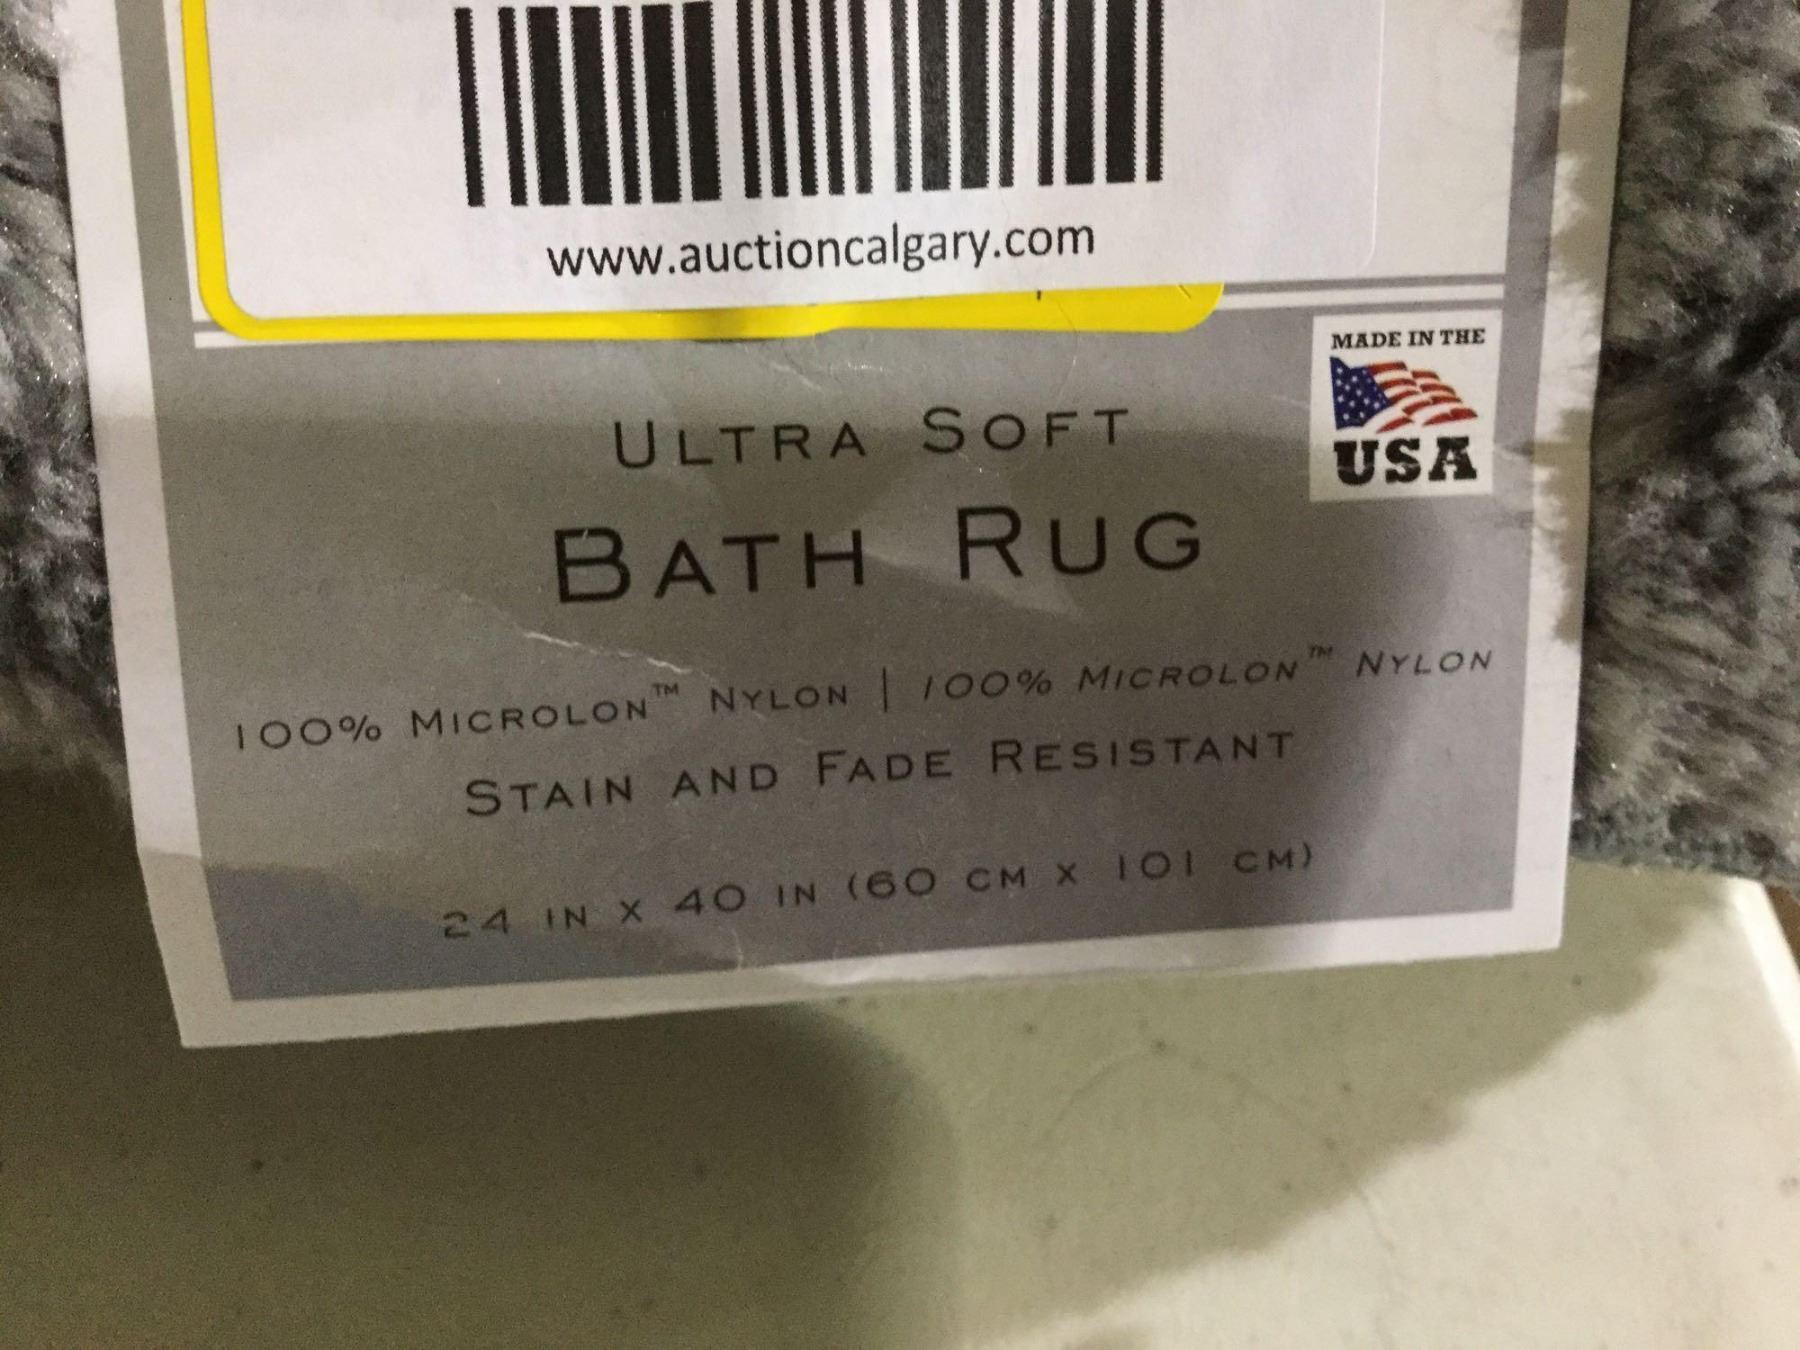 www.auctioncalgary.com
MADE IN THE
USA
ULTRA SOFT
BATH RUG
100% MICROLON™ NYLON | 100% MICROLON™ NYLON
STAIN AND FADE RESISTANT
24 IN X 40 IN (60 CM X 101 CM)